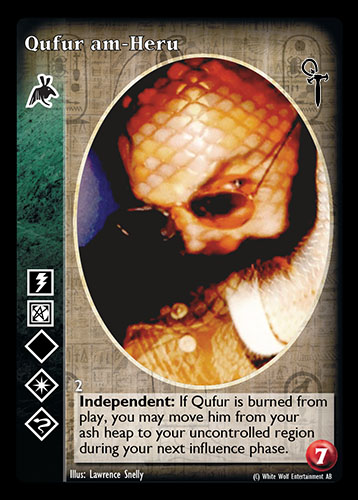 Qufur am-Heru
2
Independent: If Qufur is burned from
play, you may move him from your
ash heap to your uncontrolled region
during your next influence phase.
7
Illus: Lawrence Snelly
(C) White Wolf Entertainment AB